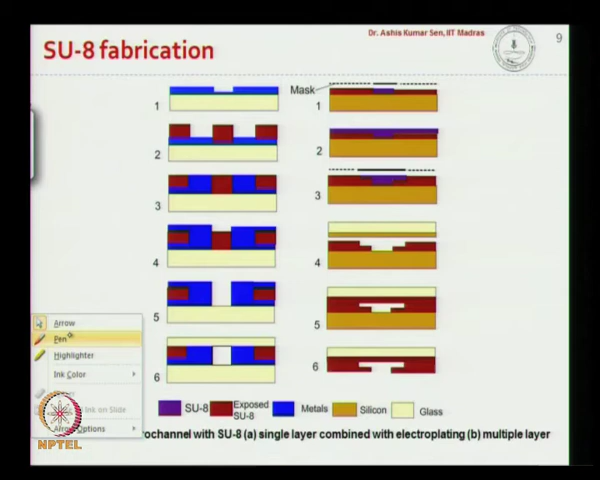 Dr. Ashis Kumar Sen, IIT Madras
9
SU-8 fabrication
Mask
1
2
3
4
5
6
1
2
3
4
5
6
Arrow
Pen
Highlighter
Ink Color
Ink on Slide
Arrow Options
NPTEL
SU-8
Exposed
SU-8
Metals
Silicon
Glass
rochannel with SU-8 (a) single layer combined with electroplating (b) multiple layer